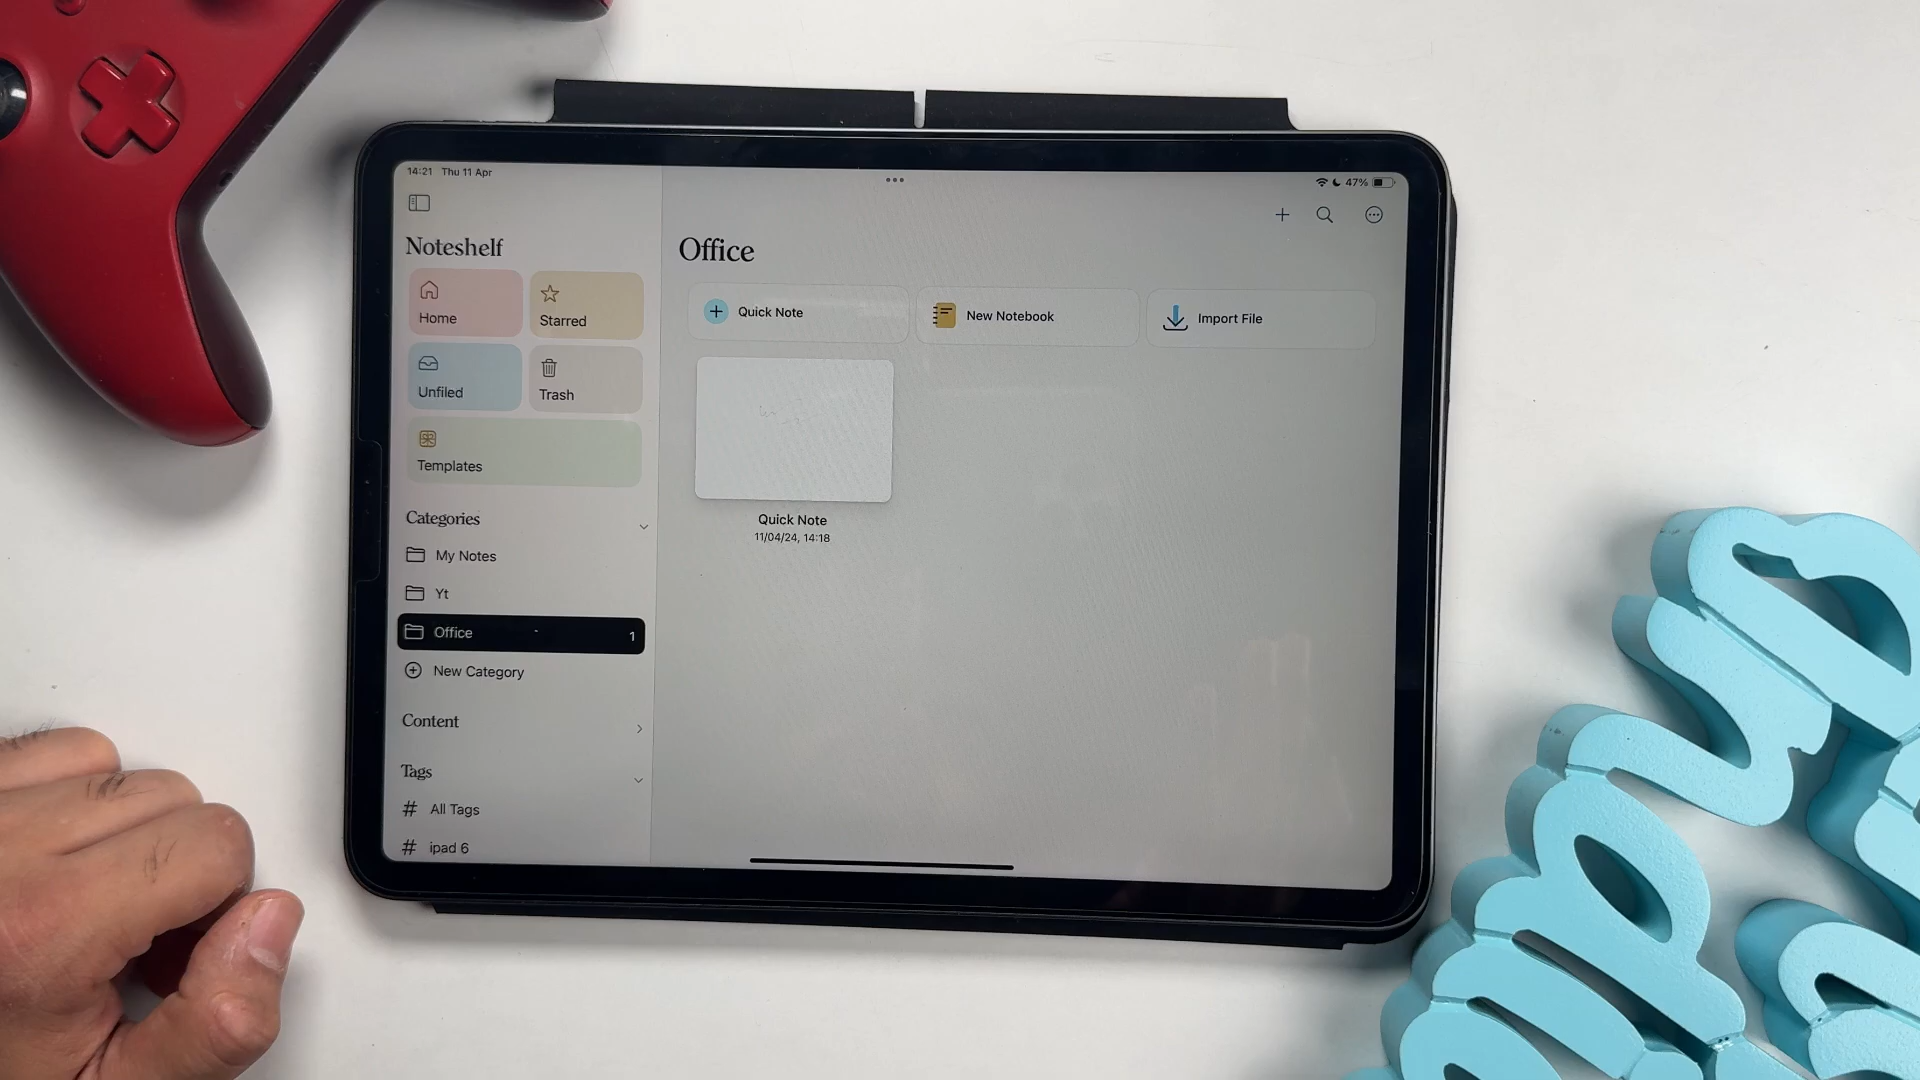 14:21 Thu 11 Apr
47%
Noteshelf
Home
Starred
Unfiled
Trash
Templates
Categories
My Notes
Yt
Office 1
New Category
Content
Tags
# All Tags
# ipad 6
Office
Quick Note
New Notebook
Import File
Quick Note
11/04/24, 14:18